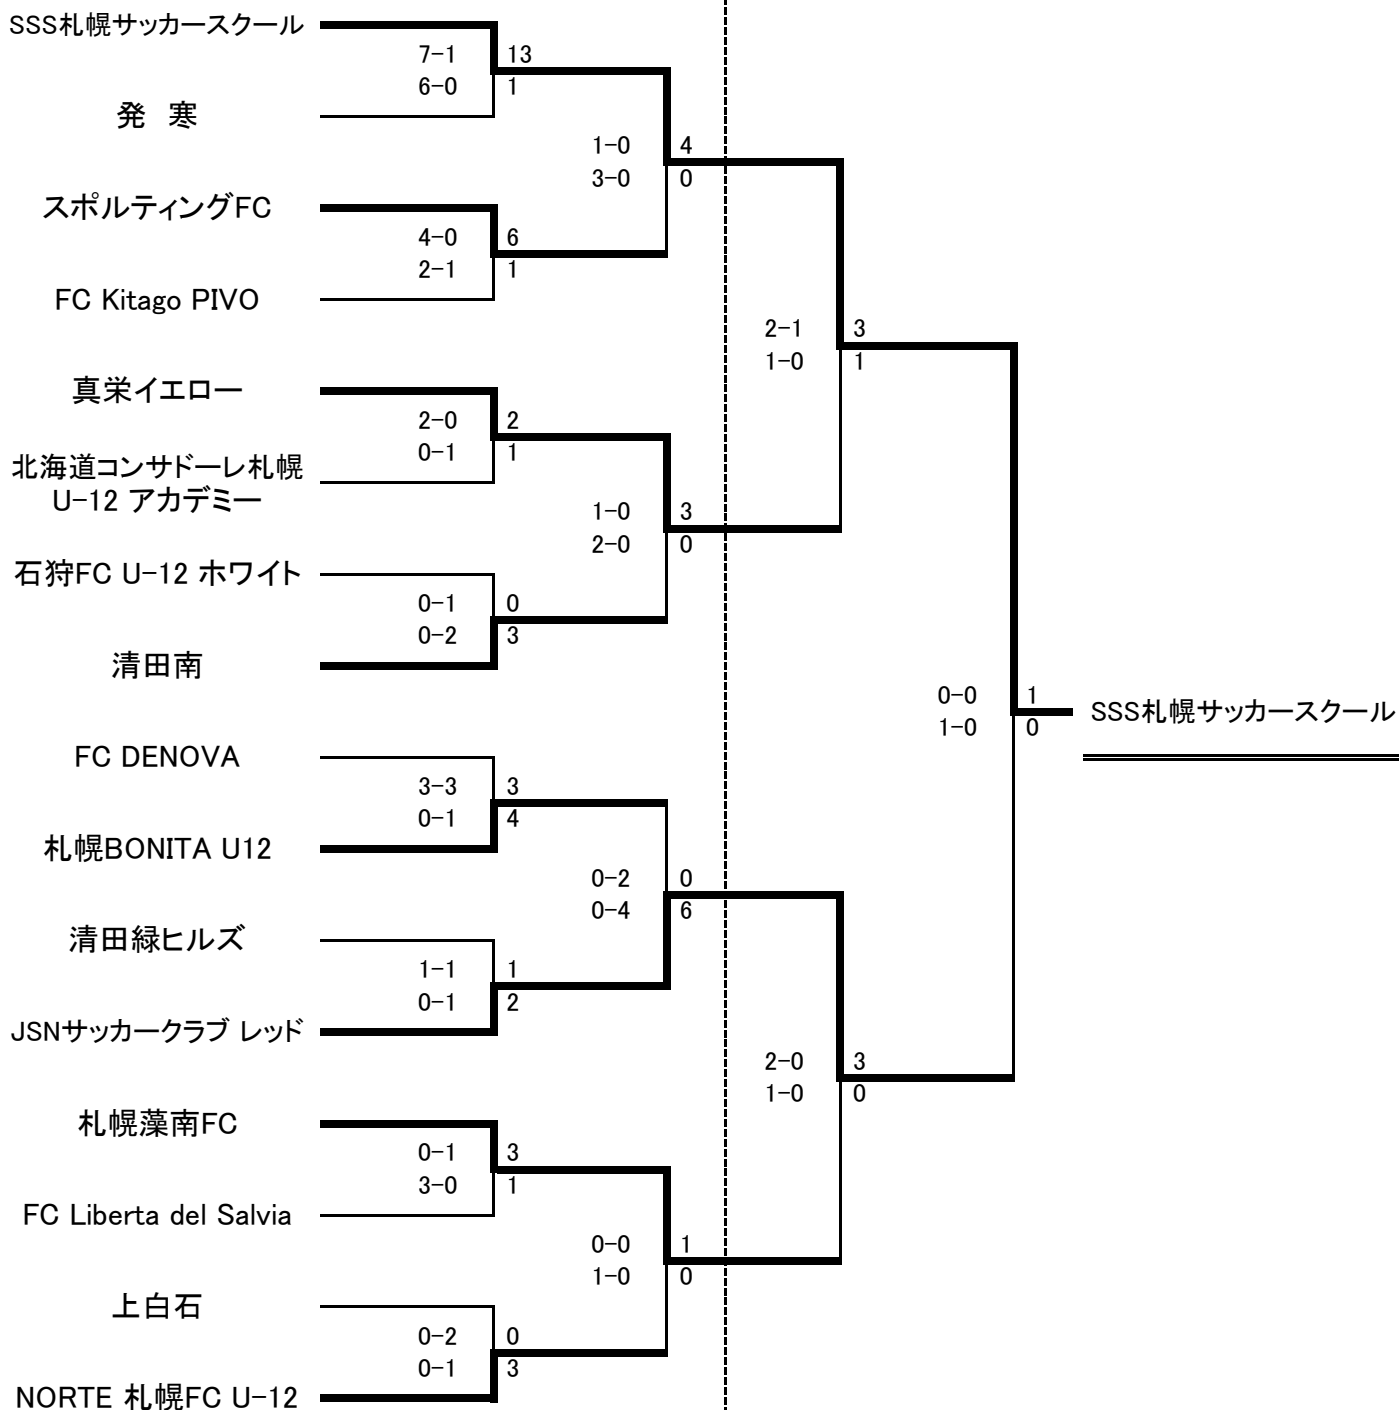 SSS札幌サッカースクール
7-1 13
6-0 1
発　寒
1-0 4
3-0 0
スポルティングFC
4-0 6
2-1 1
FC Kitago PIVO
2-1 3
1-0 1
真栄イエロー
2-0 2
0-1 1
北海道コンサドーレ札幌
U-12 アカデミー
1-0 3
2-0 0
石狩FC U-12 ホワイト
0-1 0
0-2 3
清田南
0-0 1
1-0 0
SSS札幌サッカースクール
FC DENOVA
3-3 3
0-1 4
札幌BONITA U12
0-2 0
0-4 6
清田緑ヒルズ
1-1 1
0-1 2
JSNサッカークラブ レッド
2-0 3
1-0 0
札幌藻南FC
0-1 3
3-0 1
FC Liberta del Salvia
0-0 1
1-0 0
上白石
0-2 0
0-1 3
NORTE 札幌FC U-12